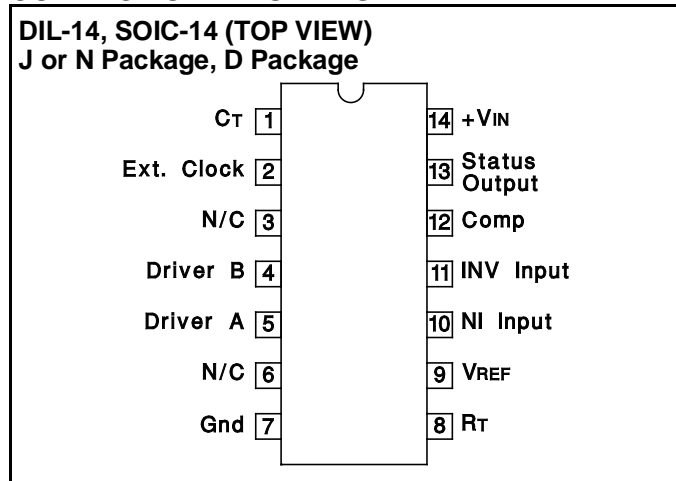 DIL-14, SOIC-14 (TOP VIEW)
J or N Package, D Package
CT 1
14 +VIN
Ext. Clock 2
13 Status Output
N/C 3
12 Comp
Driver B 4
11 INV Input
Driver A 5
10 NI Input
N/C 6
9 VREF
Gnd 7
8 RT